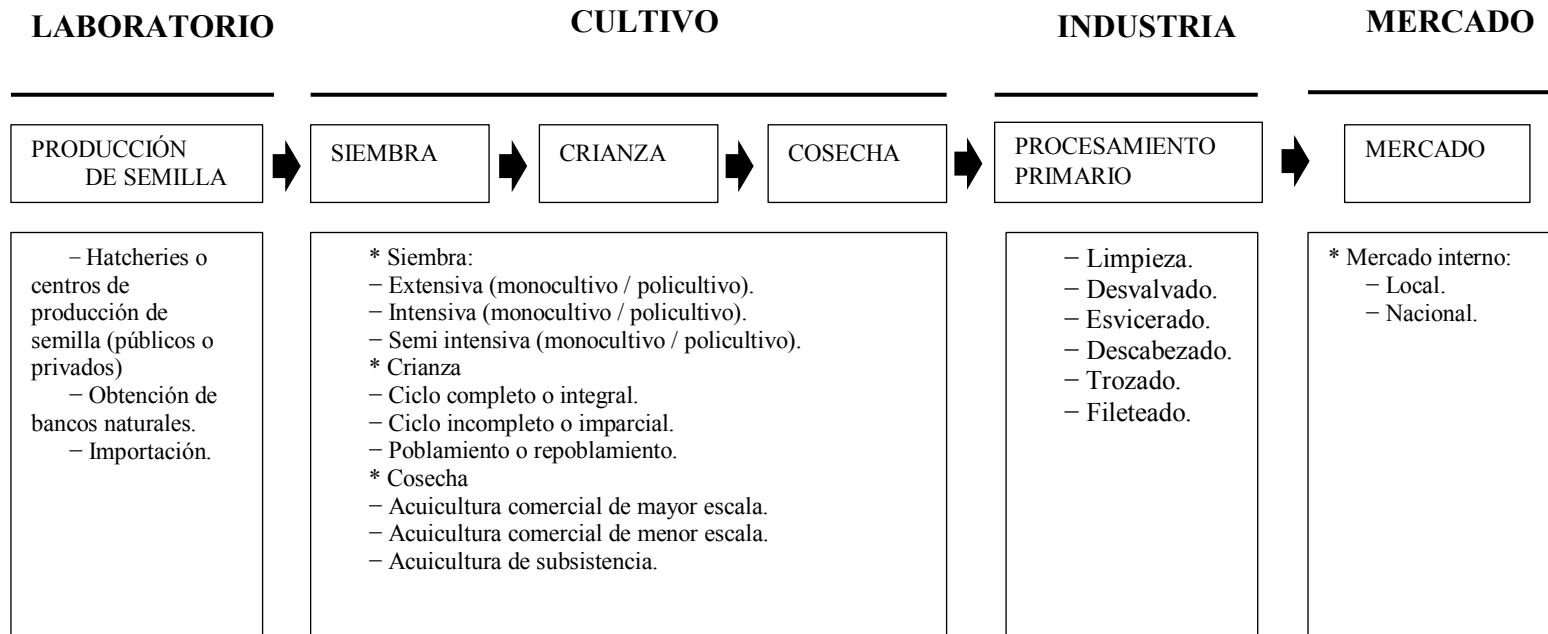 LABORATORIO
CULTIVO
INDUSTRIA
MERCADO
PRODUCCIÓN
DE SEMILLA
SIEMBRA
CRIANZA
COSECHA
PROCESAMIENTO
PRIMARIO
MERCADO
− Hatcheries o
centros de
producción de
semilla (públicos o
privados)
− Obtención de
bancos naturales.
− Importación.
* Siembra:
− Extensiva (monocultivo / policultivo).
− Intensiva (monocultivo / policultivo).
− Semi intensiva (monocultivo / policultivo).
* Crianza
− Ciclo completo o integral.
− Ciclo incompleto o imparcial.
− Poblamiento o repoblamiento.
* Cosecha
− Acuicultura comercial de mayor escala.
− Acuicultura comercial de menor escala.
− Acuicultura de subsistencia.
− Limpieza.
− Desvalvado.
− Esvicerado.
− Descabezado.
− Trozado.
− Fileteado.
* Mercado interno:
− Local.
− Nacional.